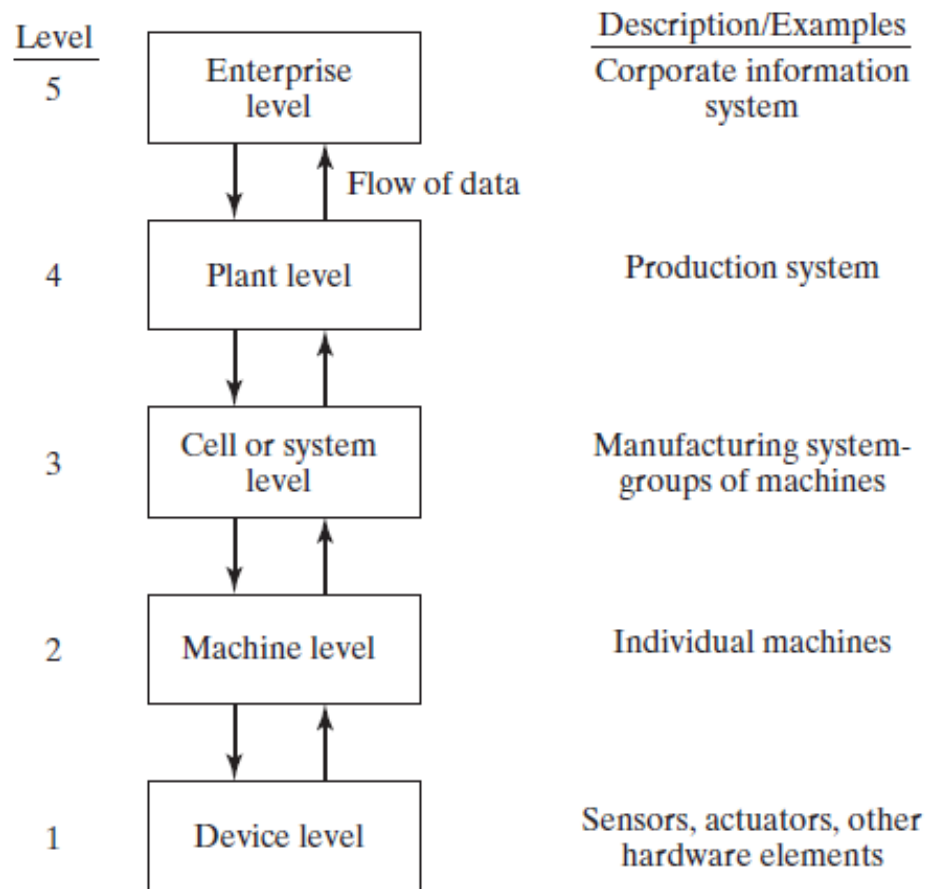 Level
Description/Examples
5
Enterprise
level
Corporate information
system
Flow of data
4
Plant level
Production system
3
Cell or system
level
Manufacturing system-
groups of machines
2
Machine level
Individual machines
1
Device level
Sensors, actuators, other
hardware elements